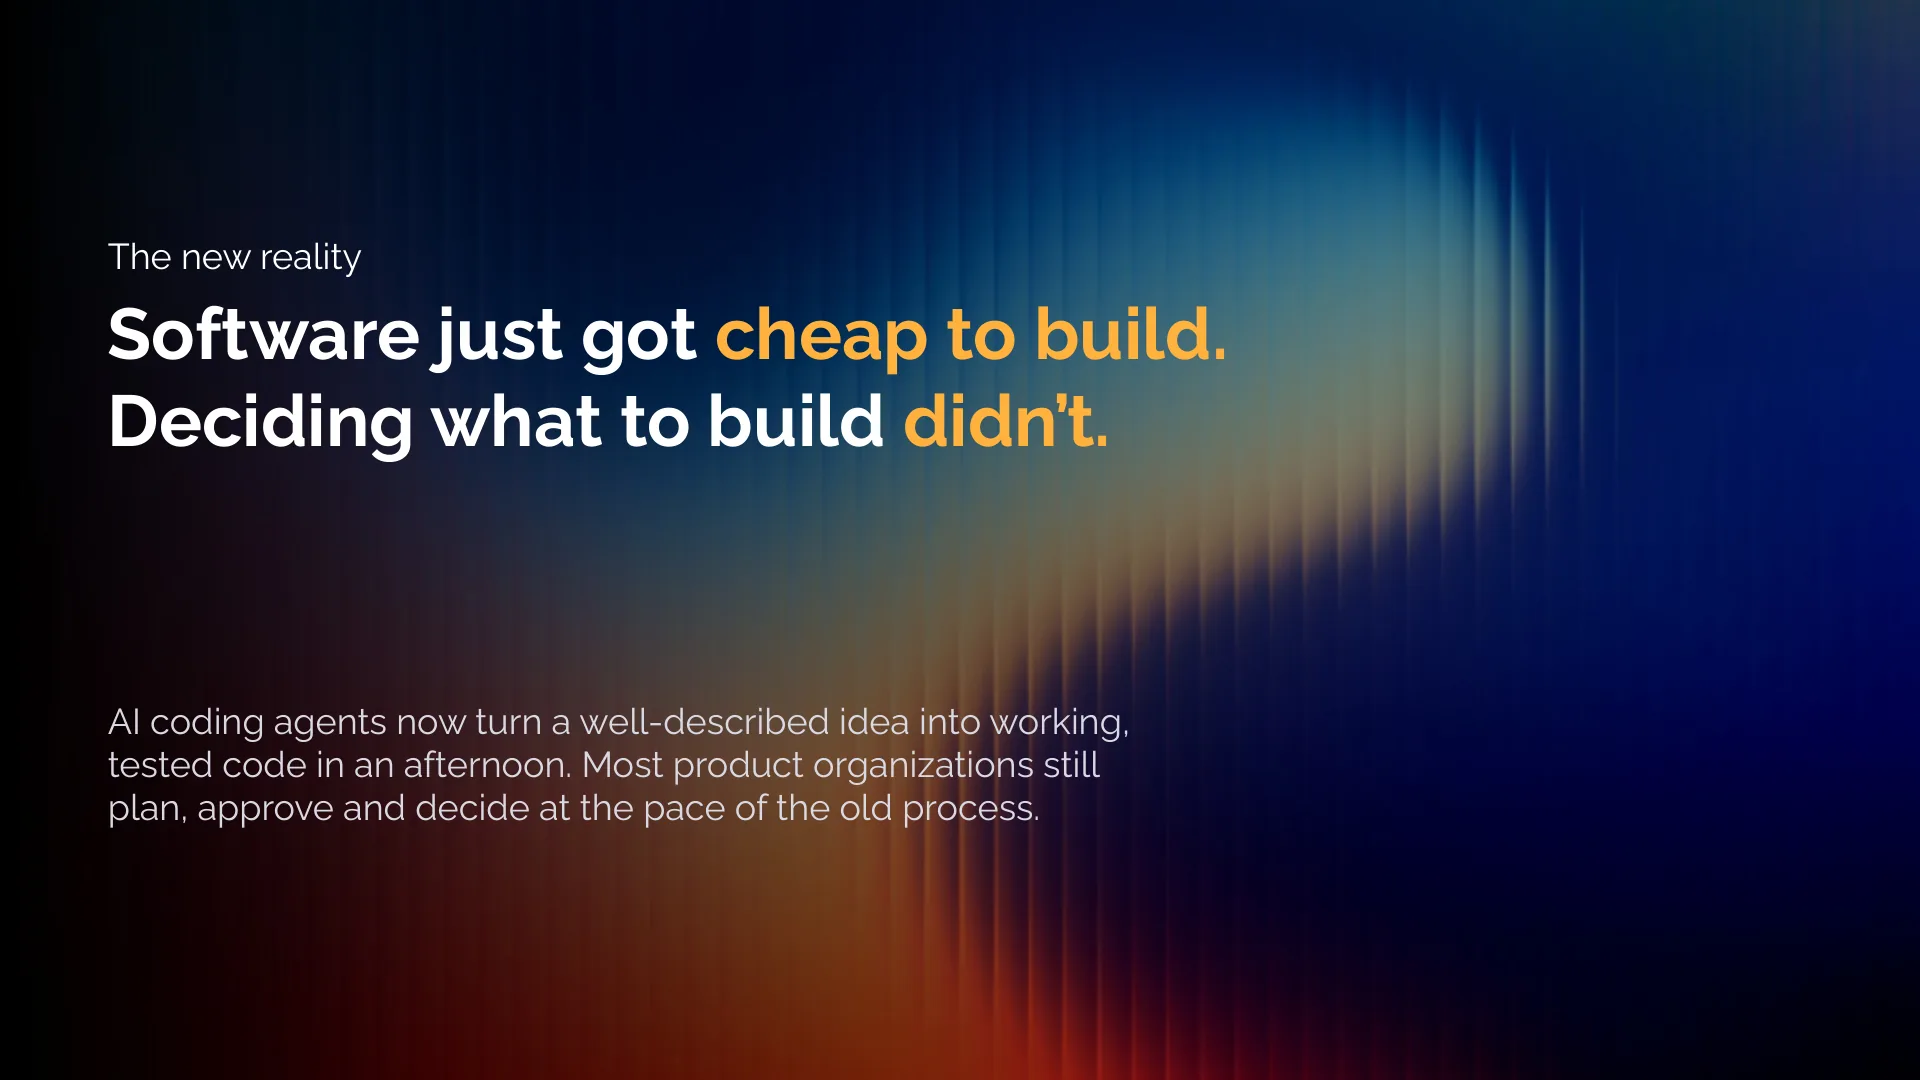 The new reality
Software just got cheap to build.
Deciding what to build didn’t.
AI coding agents now turn a well-described idea into working,
tested code in an afternoon. Most product organizations still
plan, approve and decide at the pace of the old process.